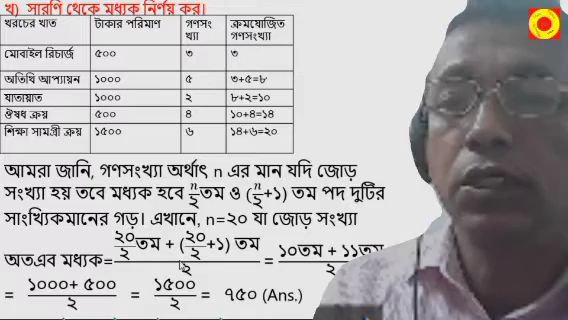 খ) সারণি থেকে মধ্যক নির্ণয় কর।
খরচের খাত টাকার পরিমাণ গণসংখ্যা ক্রমযোজিত গণসংখ্যা
মোবাইল রিচার্জ ৫০০ ৩ ৩
অতিথি আপ্যায়ন ১০০০ ৫ ৩+৫=৮
যাতায়াত ১০০০ ২ ৮+২=১০
ঔষধ ক্রয় ৫০০ ৪ ১০+৪=১৪
শিক্ষা সামগ্রী ক্রয় ১৫০০ ৬ ১৪+৬=২০
আমরা জানি, গণসংখ্যা অর্থাৎ n এর মান যদি জোড়
সংখ্যা হয় তবে মধ্যক হবে n/২ তম ও (n/২+১) তম পদ দুটির
সাংখ্যিকমানের গড়। এখানে, n=২০ যা জোড় সংখ্যা
অতএব মধ্যক= (২০/২ তম + (২০/২+১) তম)/২ = ১০তম + ১১তম
= (১০০০+ ৫০০)/২ = ১৫০০/২ = ৭৫০ (Ans.)